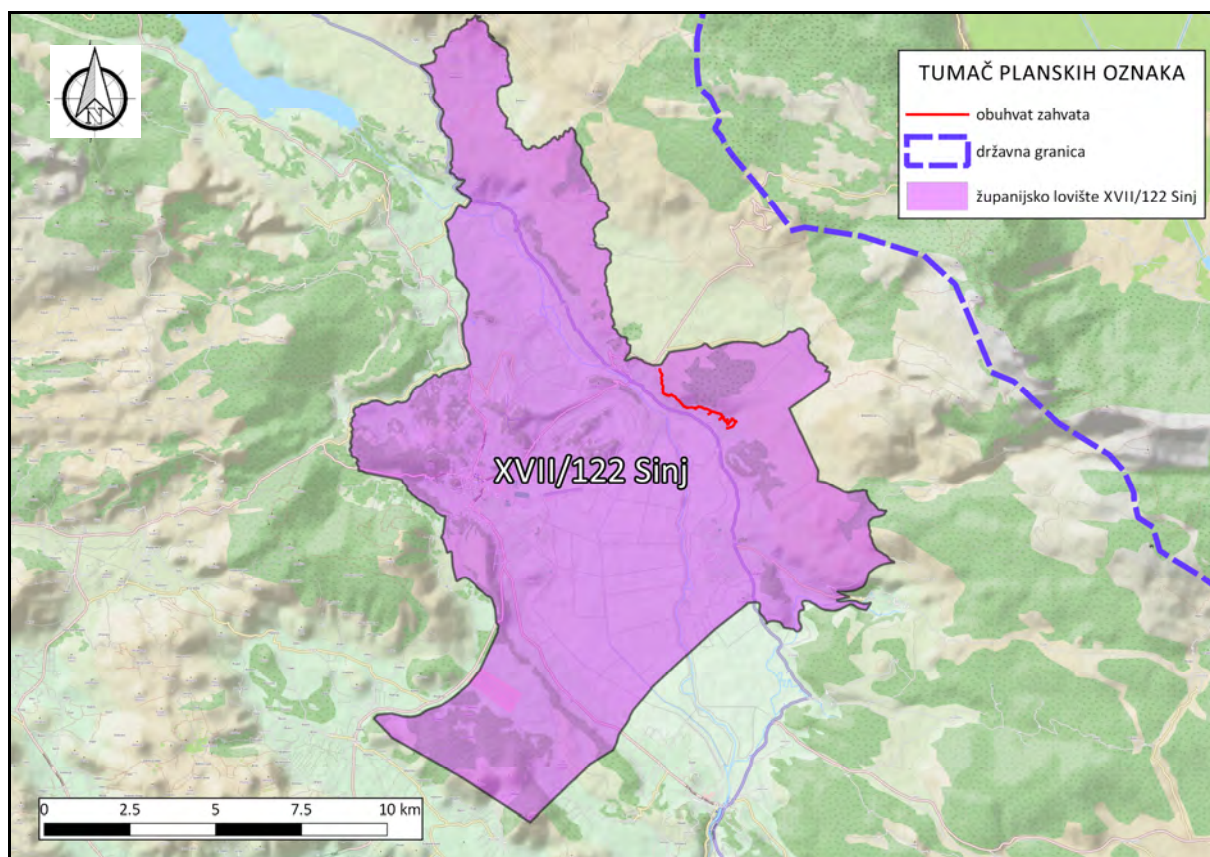 N
TUMAČ PLANSKIH OZNAKA
obuhvat zahvata
državna granica
županijsko lovište XVII/122 Sinj
XVII/122 Sinj
0 2.5 5 7.5 10 km